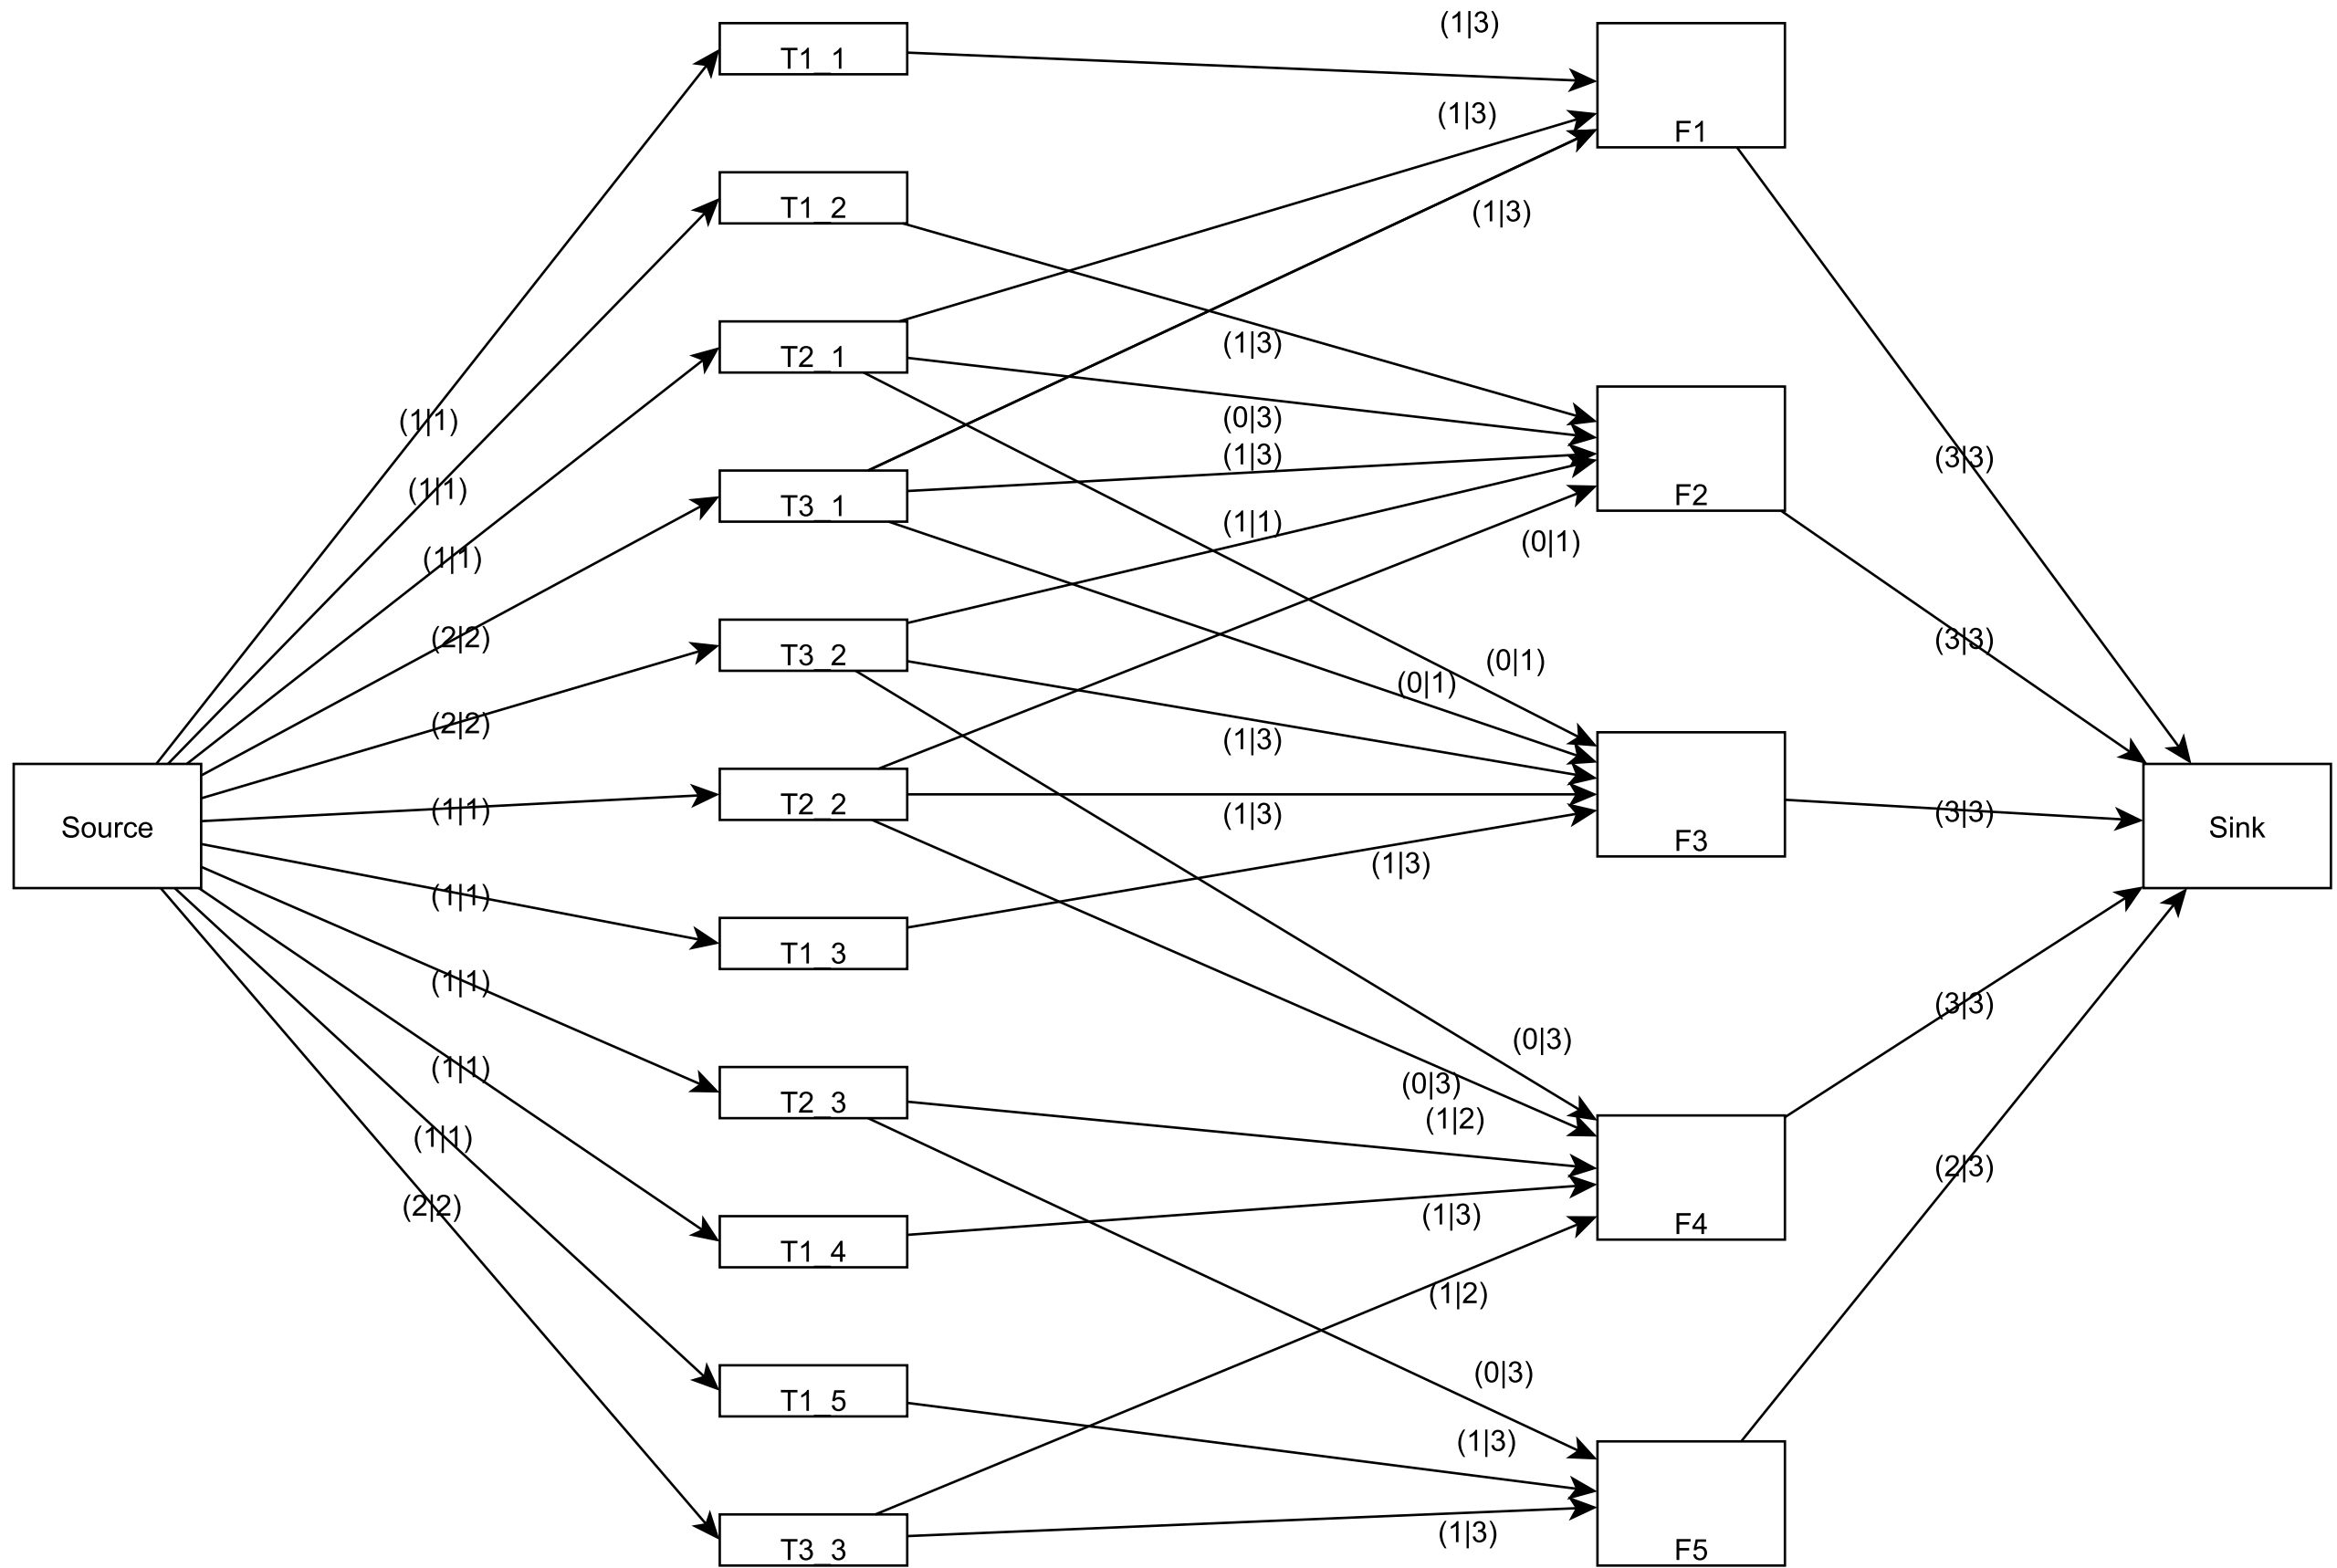 (1|3)
T1_1
(1|3)
F1
T1_2
(1|3)
(1|3)
T2_1
(0|3)
(1|1)
(1|3)
(3|3)
(1|1)
T3_1
F2
(1|1)
(0|1)
(1|1)
(2|2)
T3_2
(0|1)
(3|3)
(0|1)
(2|2)
(1|3)
(1|1)
T2_2
(1|3)
(3|3)
Source
Sink
F3
(1|3)
(1|1)
T1_3
(1|1)
(3|3)
(0|3)
(1|1)
(0|3)
T2_3
(1|2)
(1|1)
(2|3)
(2|2)
(1|3)
F4
T1_4
(1|2)
(0|3)
T1_5
(1|3)
(1|3)
T3_3
F5